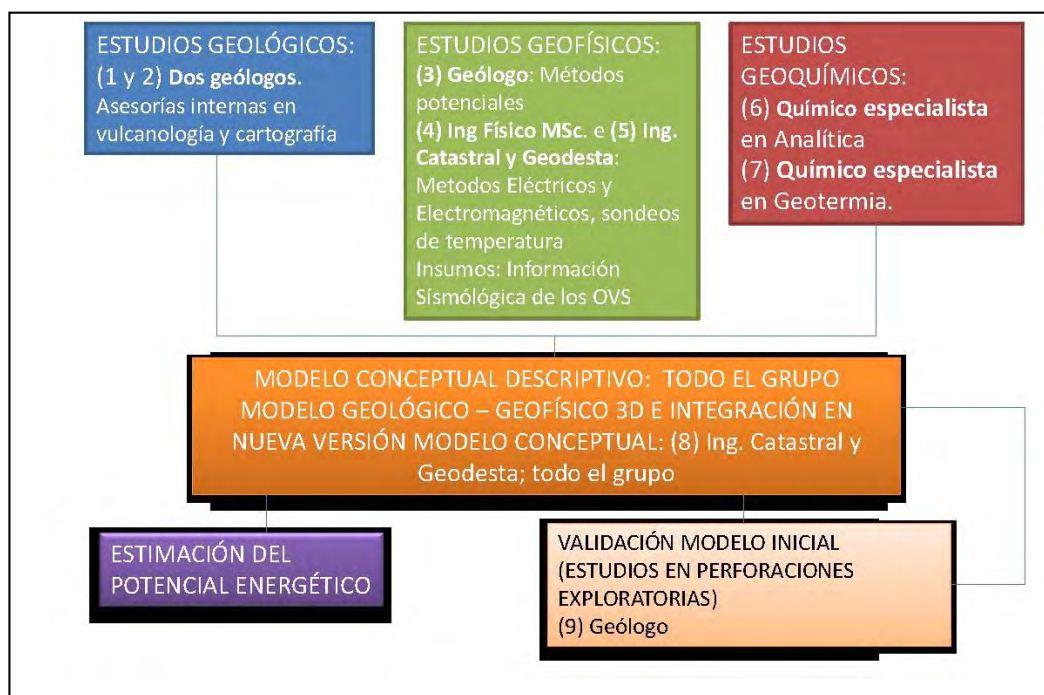 ESTUDIOS GEOLÓGICOS:
(1 y 2) Dos geólogos.
Asesorías internas en
vulcanología y cartografía
ESTUDIOS GEOFÍSICOS:
(3) Geólogo: Métodos
potenciales
(4) Ing Físico MSc. e (5) Ing.
Catastral y Geodesta:
Metodos Eléctricos y
Electromagnéticos, sondeos
de temperatura
Insumos: Información
Sísmológica de los OVS
ESTUDIOS
GEOQUÍMICOS:
(6) Químico especialista
en Analítica
(7) Químico especialista
en Geotermia.
MODELO CONCEPTUAL DESCRIPTIVO: TODO EL GRUPO
MODELO GEOLÓGICO – GEOFÍSICO 3D E INTEGRACIÓN EN
NUEVA VERSIÓN MODELO CONCEPTUAL: (8) Ing. Catastral y
Geodesta; todo el grupo
ESTIMACIÓN DEL
POTENCIAL ENERGÉTICO
VALIDACIÓN MODELO INICIAL
(ESTUDIOS EN PERFORACIONES
EXPLORATORIAS)
(9) Geólogo